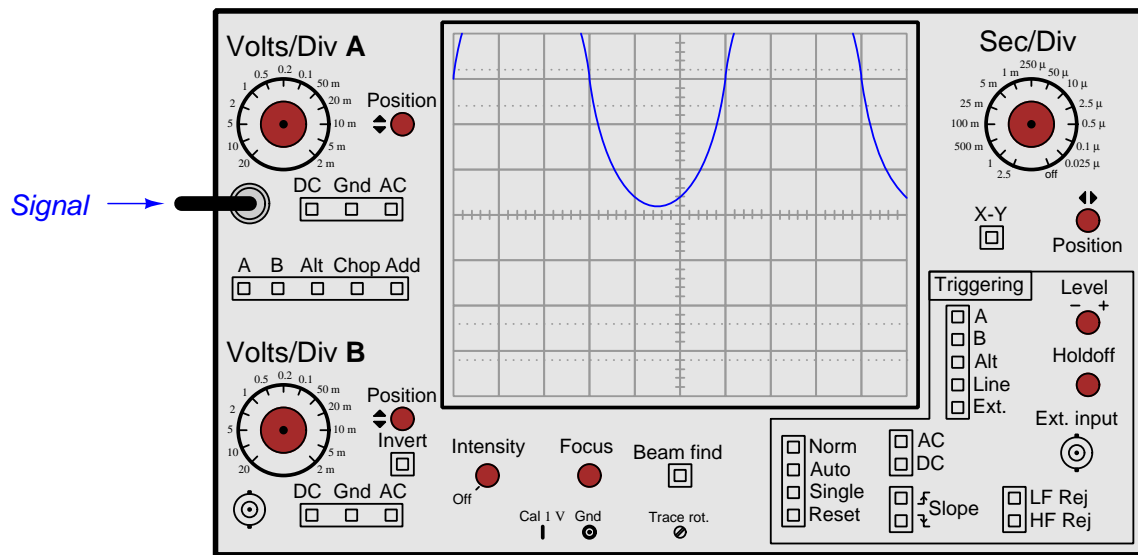 Volts/Div A
20 10 5 2 1 0.5 0.2 0.1 50 m 20 m 10 m 5 m 2 m
Position
DC Gnd AC
Signal
A B Alt Chop Add
Volts/Div B
20 10 5 2 1 0.5 0.2 0.1 50 m 20 m 10 m 5 m 2 m
Position
Invert
DC Gnd AC
Intensity
Off
Focus
Beam find
Cal 1 V Gnd Trace rot.
Sec/Div
2.5 1 500 m 100 m 25 m 5 m 1 m 250 µ 50 µ 10 µ 2.5 µ 0.5 µ 0.1 µ 0.025 µ off
X-Y
Position
Triggering
A
B
Alt
Line
Ext.
Level
− +
Holdoff
Ext. input
Norm
Auto
Single
Reset
AC
DC
Slope
LF Rej
HF Rej